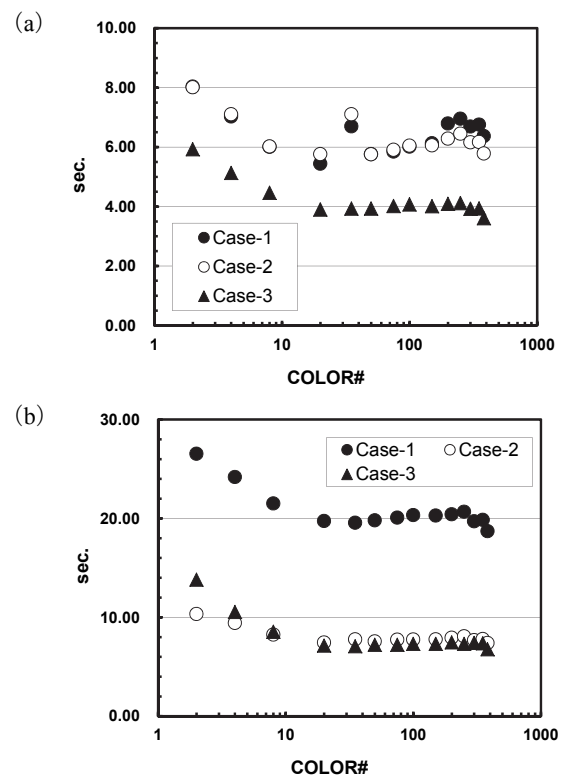 (a)
10.00
8.00
6.00
4.00
2.00
0.00
sec.
Case-1
Case-2
Case-3
1 10 100 1000
COLOR#
(b)
30.00
20.00
10.00
0.00
sec.
Case-1 Case-2
Case-3
1 10 100 1000
COLOR#